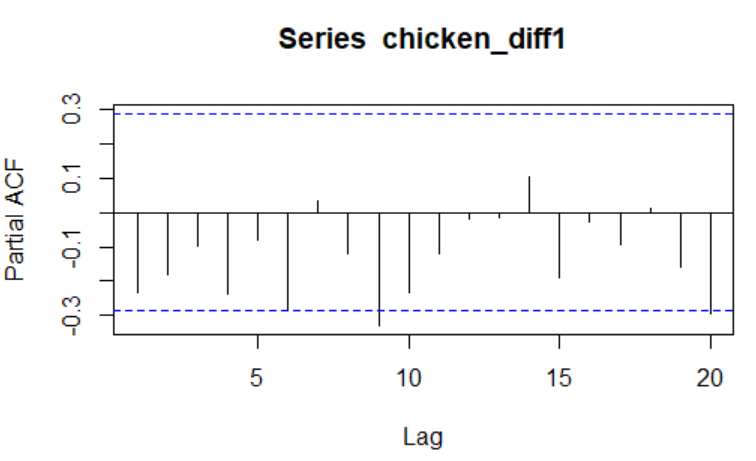 Series chicken_diff1
Partial ACF
0.3
0.1
-0.1
-0.3
5 10 15 20
Lag